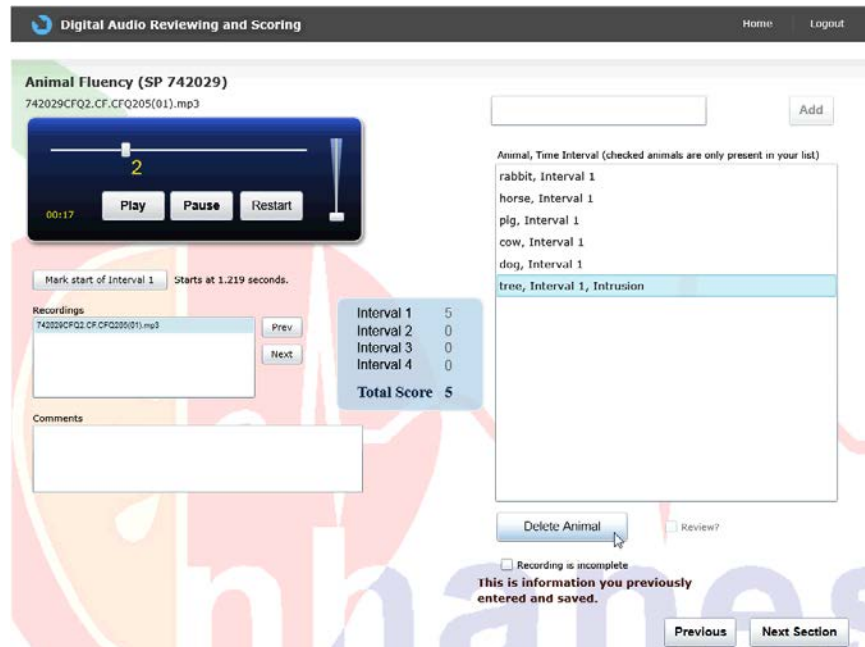 Digital Audio Reviewing and Scoring
Home
Logout
Animal Fluency (SP 742029)
742029CFQ2.CF.CFQ205(01).mp3
Add
2
00:17
Play
Pause
Restart
Animal, Time Interval (checked animals are only present in your list)
rabbit, Interval 1
horse, Interval 1
pig, Interval 1
cow, Interval 1
dog, Interval 1
tree, Interval 1, Intrusion
Mark start of Interval 1
Starts at 1.219 seconds.
Recordings
742029CFQ2.CF.CFQ205(01).mp3
Prev
Next
Interval 1 5
Interval 2 0
Interval 3 0
Interval 4 0
Total Score 5
Comments
Delete Animal
Review?
Recording is incomplete
This is information you previously
entered and saved.
nhanes
Previous
Next Section